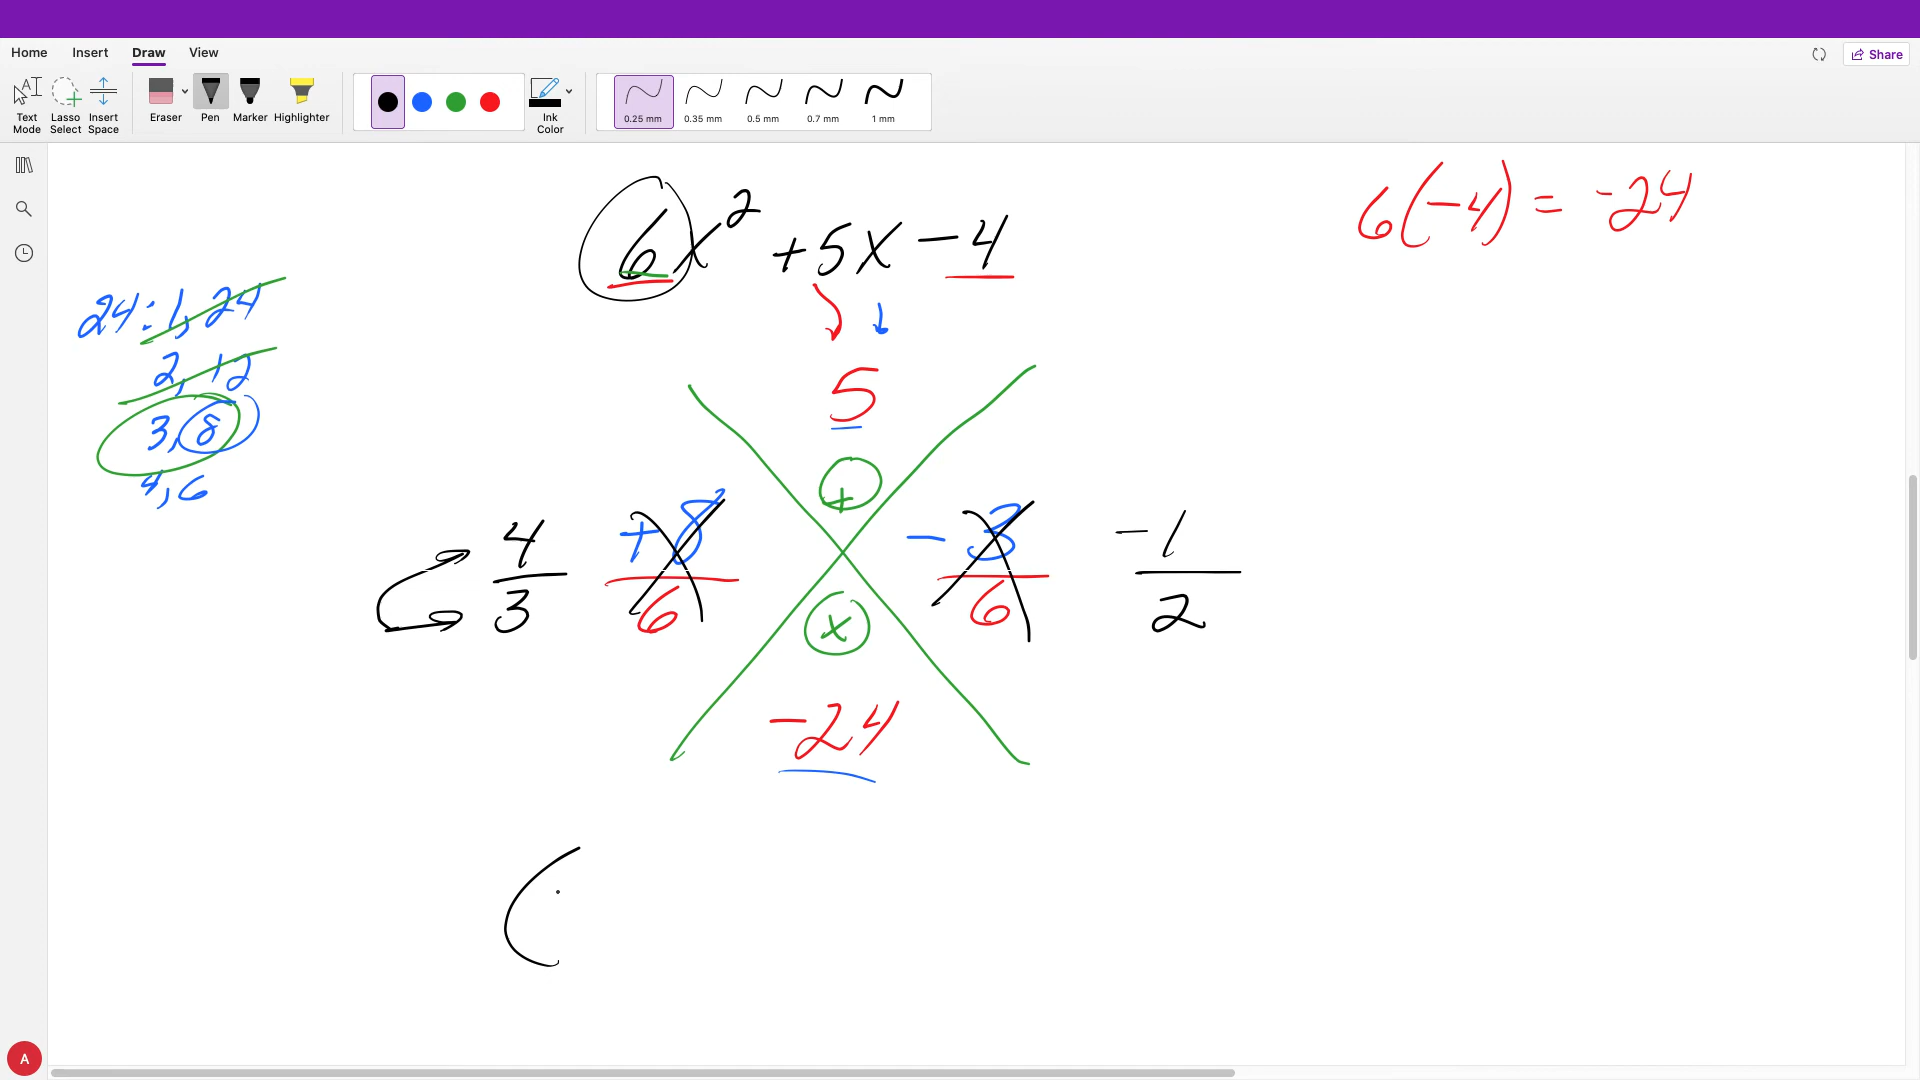 Home Insert Draw View
Share
Text Mode
Lasso Select
Insert Space
Eraser
Pen
Marker
Highlighter
Ink Color
0.25 mm
0.35 mm
0.5 mm
0.7 mm
1 mm
6x² + 5x - 4
6(-4) = -24
24: 1, 24
2, 12
3, 8
4, 6
5
+
4/3 +8/6 -3/6 -1/2
x
-24
(
A